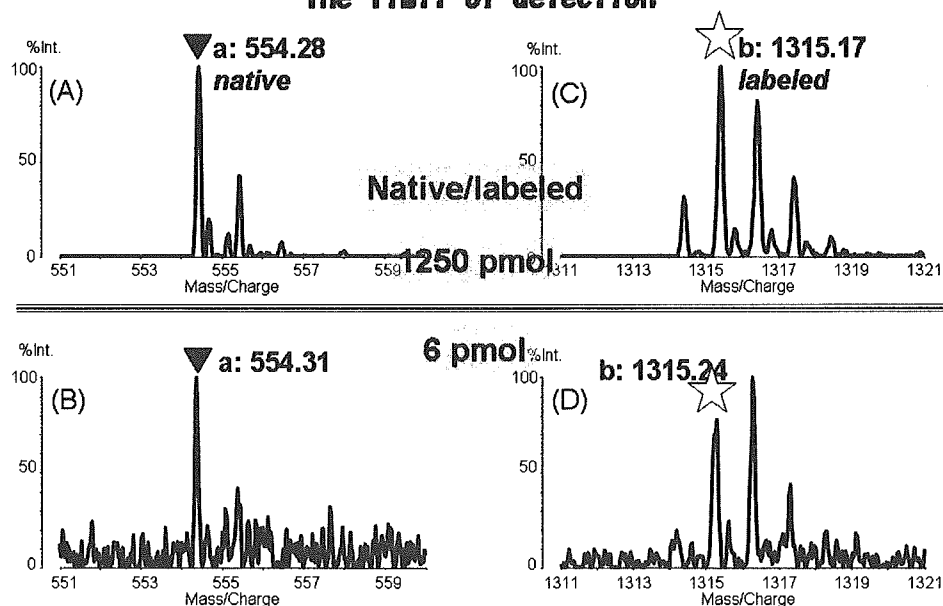 The limit of detection
%Int.
a: 554.28
native
100
(A)
50
0
551 553 555 557 559
Mass/Charge
%Int.
b: 1315.17
labeled
100
(C)
50
0
1311 1313 1315 1317 1319 1321
Mass/Charge
Native/labeled
1250 pmol
6 pmol
%Int.
a: 554.31
100
(B)
50
0
551 553 555 557 559
Mass/Charge
%Int.
b: 1315.24
100
(D)
50
0
1311 1313 1315 1317 1319 1321
Mass/Charge